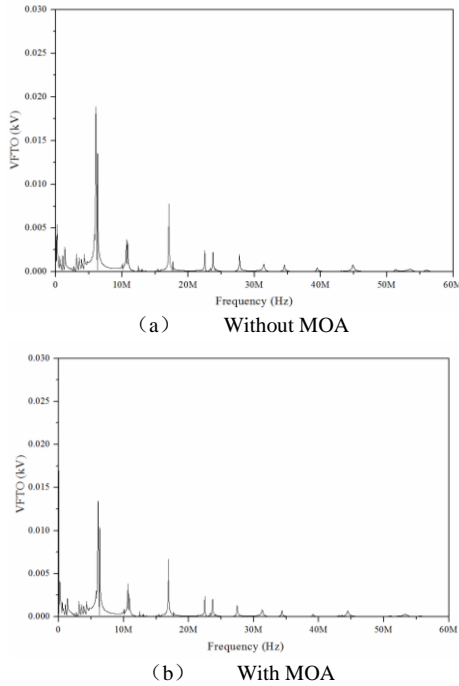 0.030
0.025
0.020
VFTO (kV)
0.015
0.010
0.005
0.000
0 10M 20M 30M 40M 50M 60M
Frequency (Hz)
（a） Without MOA
0.030
0.025
0.020
VFTO (kV)
0.015
0.010
0.005
0.000
0 10M 20M 30M 40M 50M 60M
Frequency (Hz)
（b） With MOA